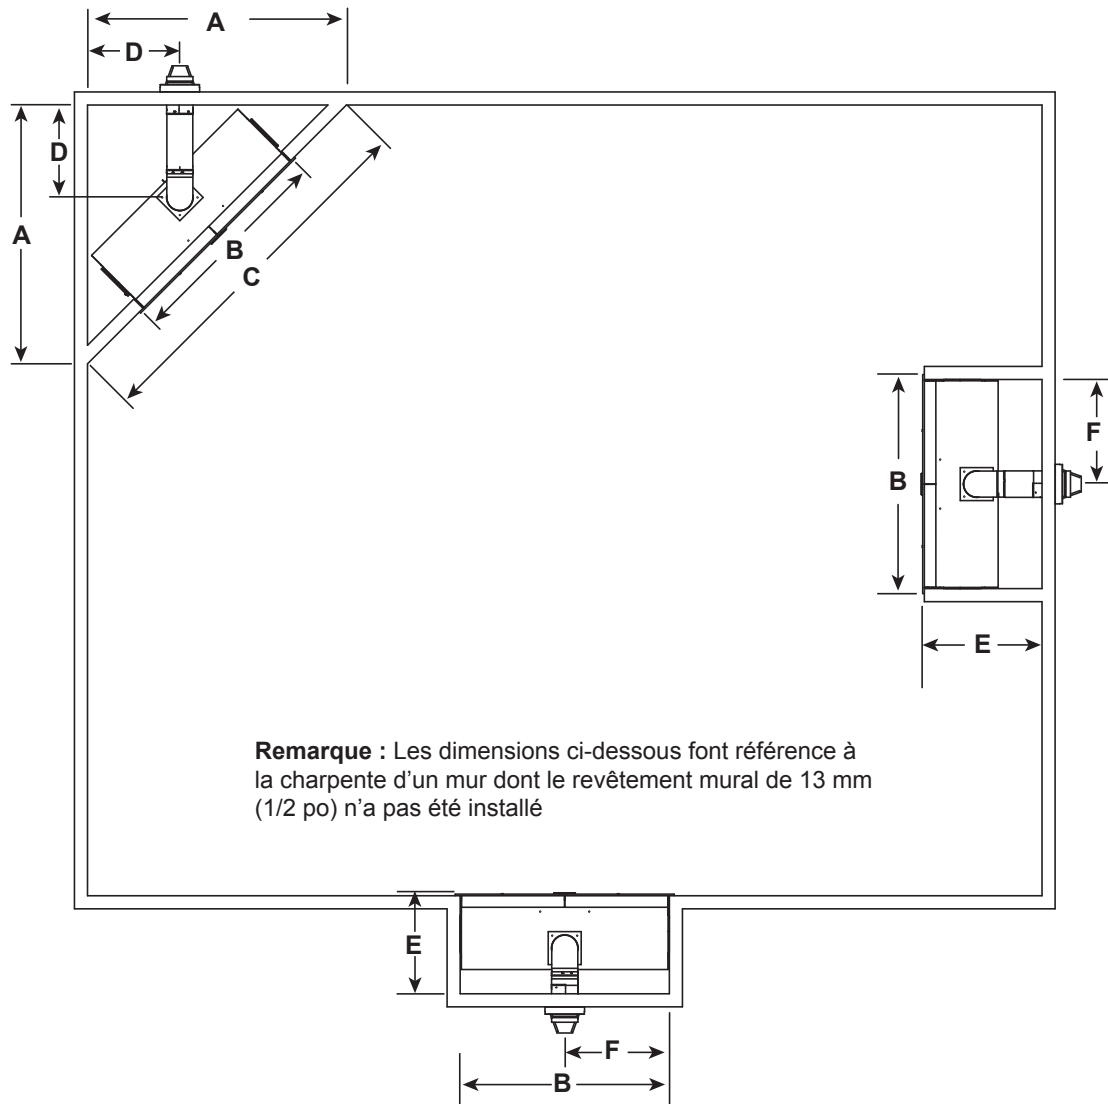 A
D
D
A
B
C
F
B
E
Remarque : Les dimensions ci-dessous font référence à
la charpente d’un mur dont le revêtement mural de 13 mm
(1/2 po) n’a pas été installé
E
F
B